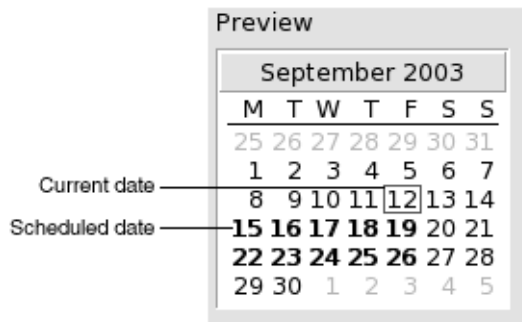 Preview
September 2003
M T W T F S S
25 26 27 28 29 30 31
1 2 3 4 5 6 7
Current date
8 9 10 11 12 13 14
Scheduled date
15 16 17 18 19 20 21
22 23 24 25 26 27 28
29 30 1 2 3 4 5